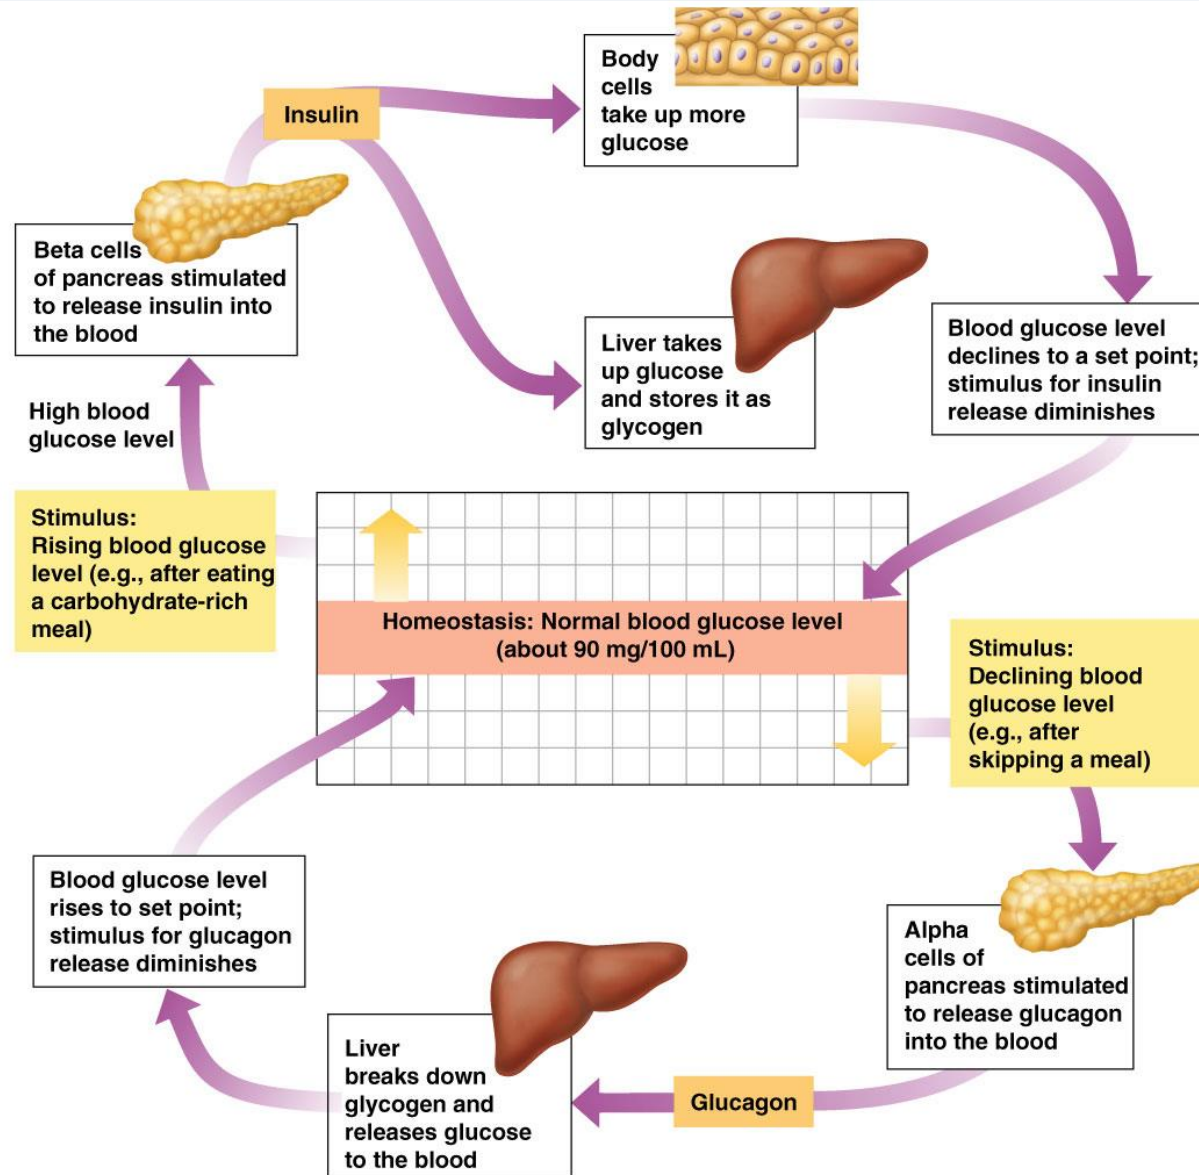 Body
cells
take up more
glucose
Insulin
Beta cells
of pancreas stimulated
to release insulin into
the blood
Liver takes
up glucose
and stores it as
glycogen
Blood glucose level
declines to a set point;
stimulus for insulin
release diminishes
High blood
glucose level
Stimulus:
Rising blood glucose
level (e.g., after eating
a carbohydrate-rich
meal)
Homeostasis: Normal blood glucose level
(about 90 mg/100 mL)
Stimulus:
Declining blood
glucose level
(e.g., after
skipping a meal)
Blood glucose level
rises to set point;
stimulus for glucagon
release diminishes
Alpha
cells of
pancreas stimulated
to release glucagon
into the blood
Liver
breaks down
glycogen and
releases glucose
to the blood
Glucagon